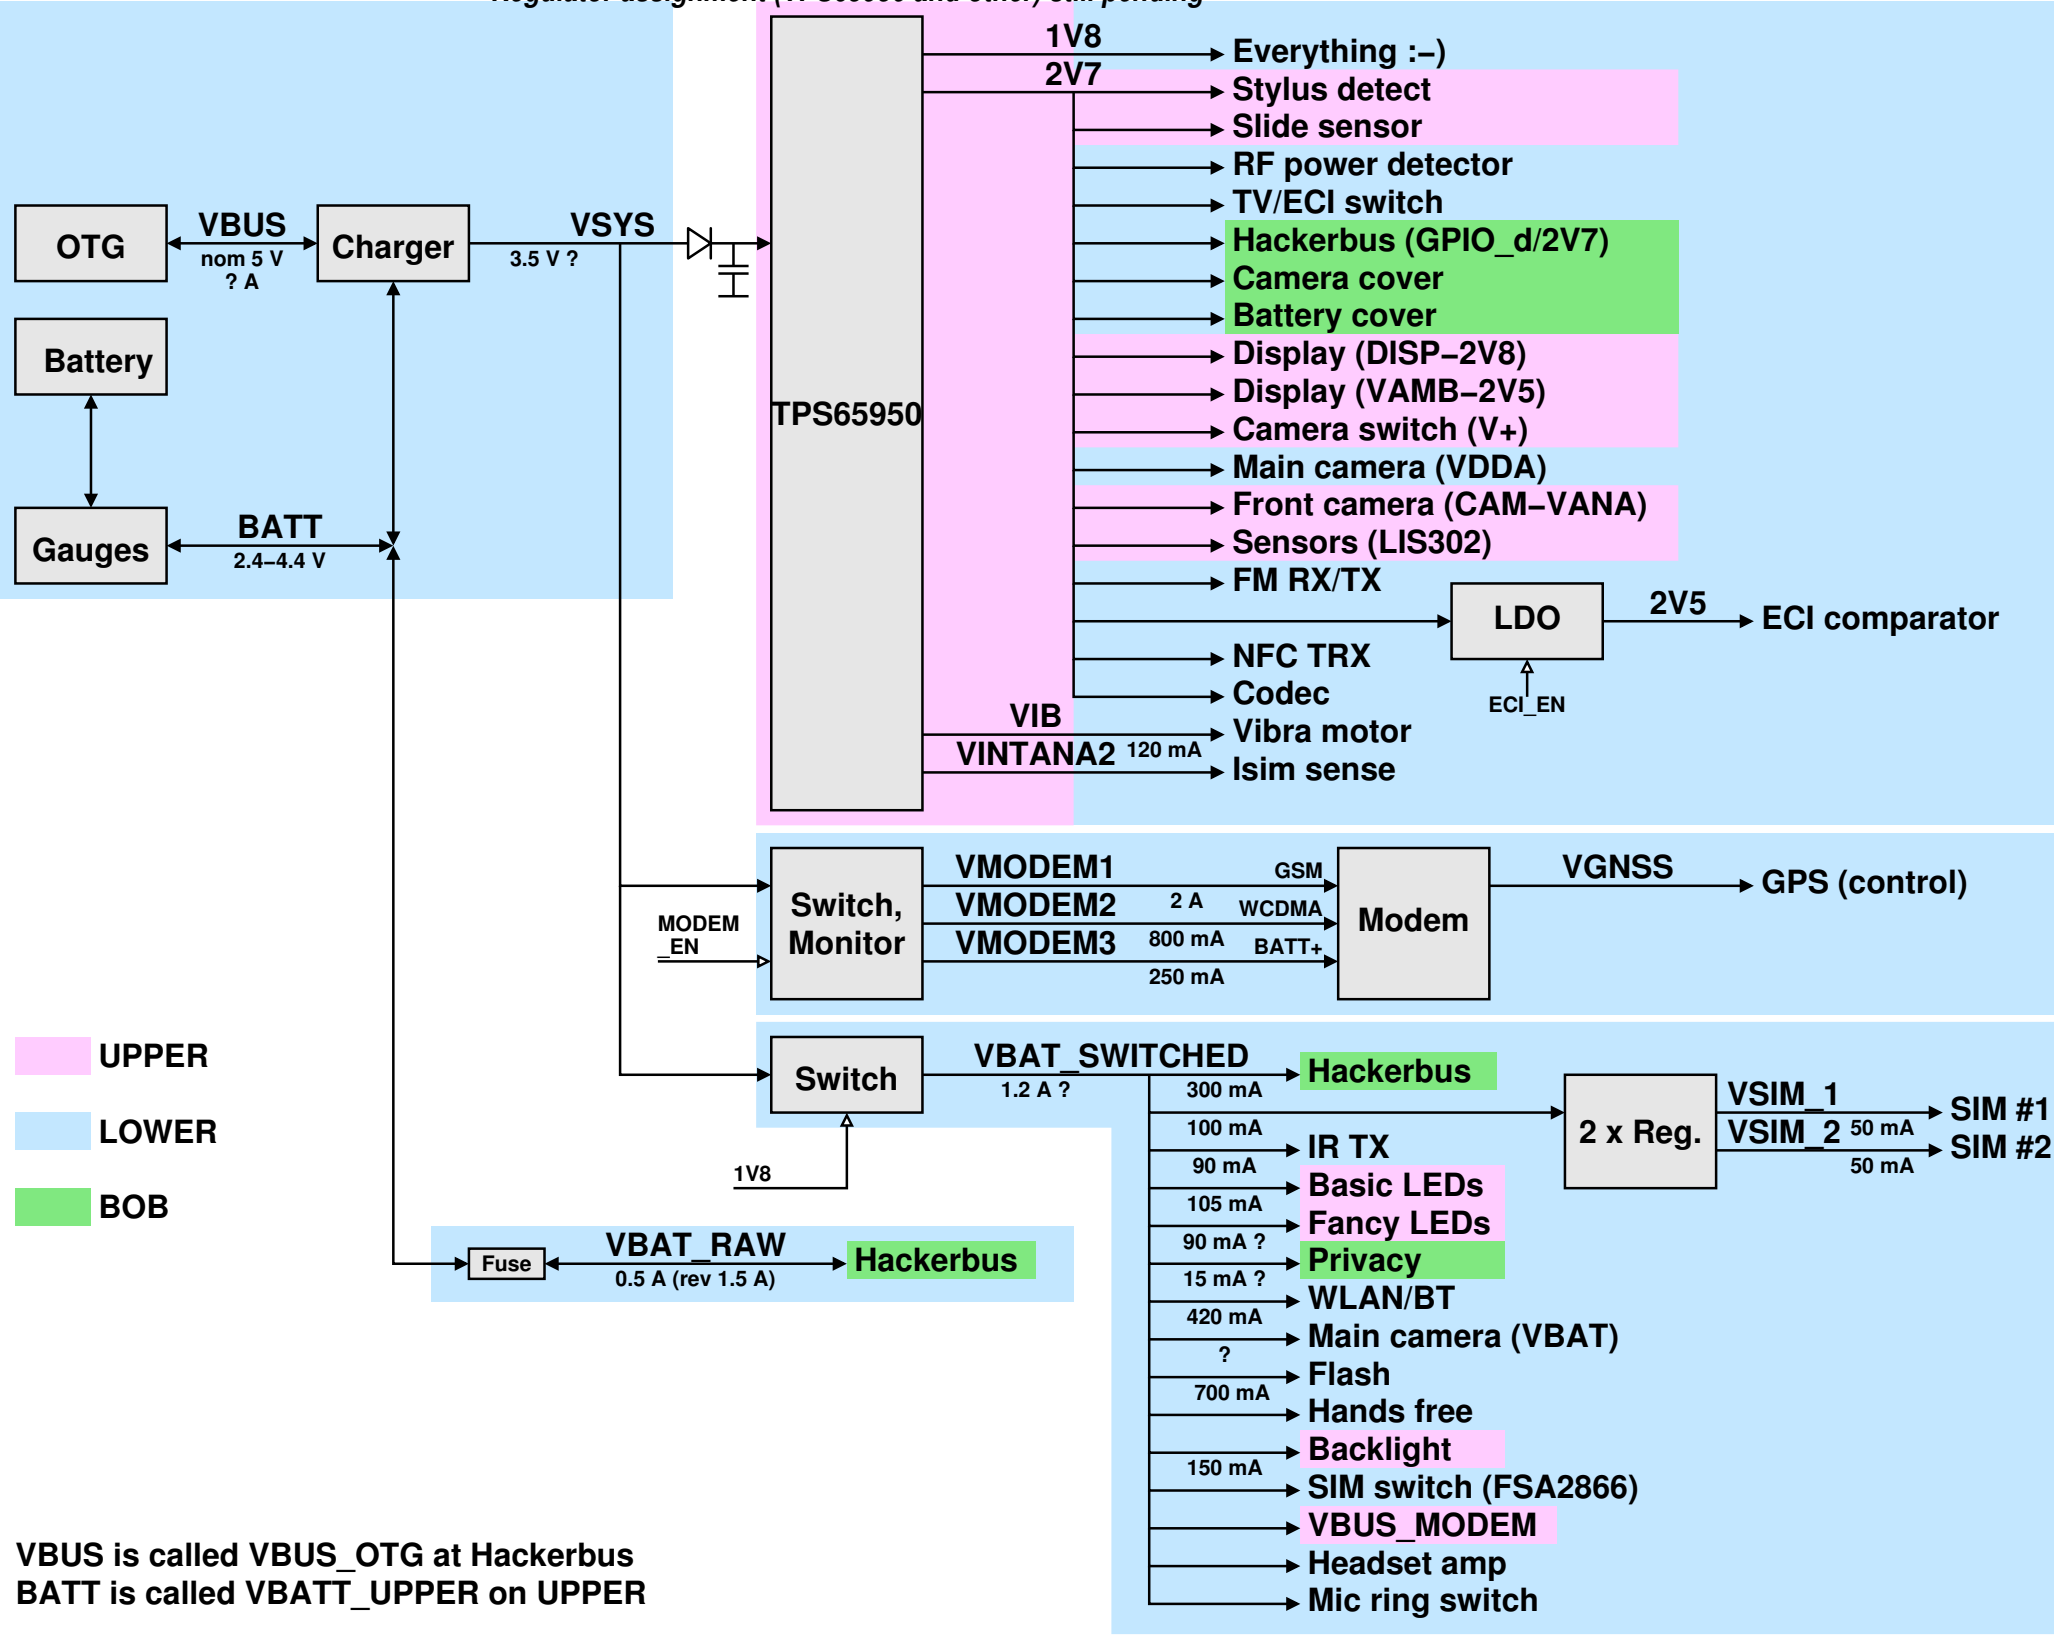 Regulator assignment (TPS65950 and other) still pending
1V8
Everything :–)
2V7
Stylus detect
Slide sensor
RF power detector
TV/ECI switch
Hackerbus (GPIO_d/2V7)
Camera cover
Battery cover
Display (DISP–2V8)
Display (VAMB–2V5)
Camera switch (V+)
Main camera (VDDA)
Front camera (CAM–VANA)
Sensors (LIS302)
FM RX/TX
LDO
2V5
ECI comparator
ECI_EN
NFC TRX
Codec
VIB
Vibra motor
VINTANA2
120 mA
Isim sense
TPS65950
OTG
VBUS
nom 5 V
? A
Charger
VSYS
3.5 V ?
Battery
Gauges
BATT
2.4–4.4 V
MODEM
_EN
Switch,
Monitor
VMODEM1
GSM
2 A
VMODEM2
WCDMA
800 mA
VMODEM3
BATT+
250 mA
Modem
VGNSS
GPS (control)
UPPER
LOWER
BOB
Switch
1V8
VBAT_SWITCHED
1.2 A ?
Hackerbus
300 mA
2 x Reg.
VSIM_1
SIM #1
50 mA
VSIM_2
SIM #2
50 mA
100 mA
IR TX
90 mA
Basic LEDs
105 mA
Fancy LEDs
90 mA ?
Privacy
15 mA ?
WLAN/BT
420 mA
Main camera (VBAT)
?
Flash
700 mA
Hands free
Backlight
150 mA
SIM switch (FSA2866)
VBUS_MODEM
Headset amp
Mic ring switch
Fuse
VBAT_RAW
0.5 A (rev 1.5 A)
Hackerbus
VBUS is called VBUS_OTG at Hackerbus
BATT is called VBATT_UPPER on UPPER